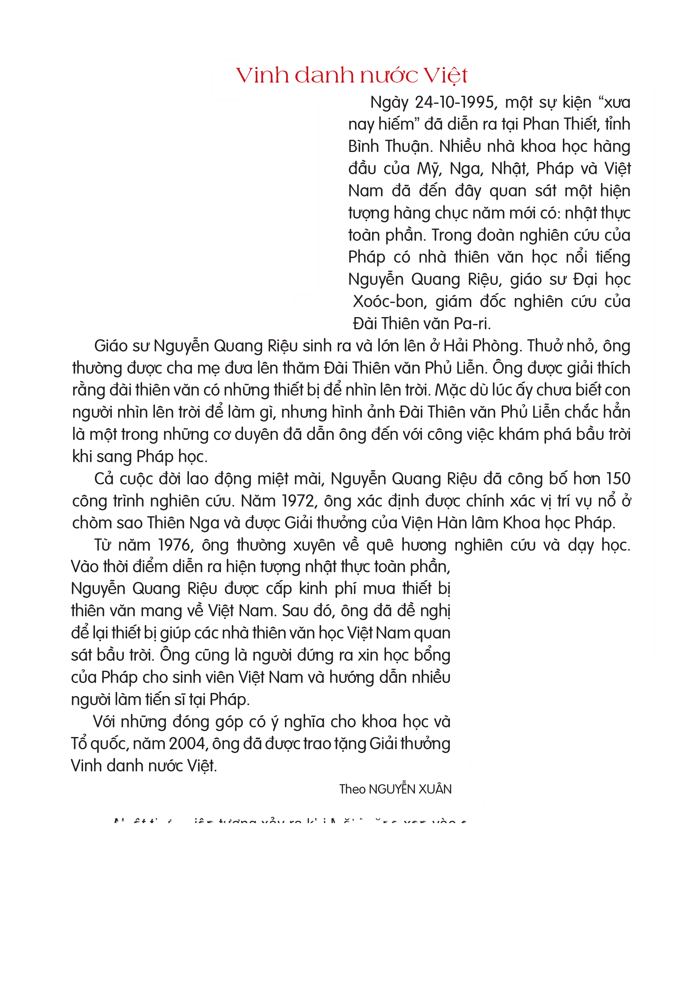 Vinh danh nước Việt
Ngày 24-10-1995, một sự kiện “xưa
nay hiếm” đã diễn ra tại Phan Thiết, tỉnh
Bình Thuận. Nhiều nhà khoa học hàng
đầu của Mỹ, Nga, Nhật, Pháp và Việt
Nam đã đến đây quan sát một hiện
tượng hàng chục năm mới có: nhật thực
toàn phần. Trong đoàn nghiên cứu của
Pháp có nhà thiên văn học nổi tiếng
Nguyễn Quang Riệu, giáo sư Đại học
Xoóc-bon, giám đốc nghiên cứu của
Đài Thiên văn Pa-ri.
Giáo sư Nguyễn Quang Riệu sinh ra và lớn lên ở Hải Phòng. Thuở nhỏ, ông
thường được cha mẹ đưa lên thăm Đài Thiên văn Phủ Liễn. Ông được giải thích
rằng đài thiên văn có những thiết bị để nhìn lên trời. Mặc dù lúc ấy chưa biết con
người nhìn lên trời để làm gì, nhưng hình ảnh Đài Thiên văn Phủ Liễn chắc hẳn
là một trong những cơ duyên đã dẫn ông đến với công việc khám phá bầu trời
khi sang Pháp học.
Cả cuộc đời lao động miệt mài, Nguyễn Quang Riệu đã công bố hơn 150
công trình nghiên cứu. Năm 1972, ông xác định được chính xác vị trí vụ nổ ở
chòm sao Thiên Nga và được Giải thưởng của Viện Hàn lâm Khoa học Pháp.
Từ năm 1976, ông thường xuyên về quê hương nghiên cứu và dạy học.
Vào thời điểm diễn ra hiện tượng nhật thực toàn phần,
Nguyễn Quang Riệu được cấp kinh phí mua thiết bị
thiên văn mang về Việt Nam. Sau đó, ông đã đề nghị
để lại thiết bị giúp các nhà thiên văn học Việt Nam quan
sát bầu trời. Ông cũng là người đứng ra xin học bổng
của Pháp cho sinh viên Việt Nam và hướng dẫn nhiều
người làm tiến sĩ tại Pháp.
Với những đóng góp có ý nghĩa cho khoa học và
Tổ quốc, năm 2004, ông đã được trao tặng Giải thưởng
Vinh danh nước Việt.
Theo NGUYỄN XUÂN
tượng xảy ra